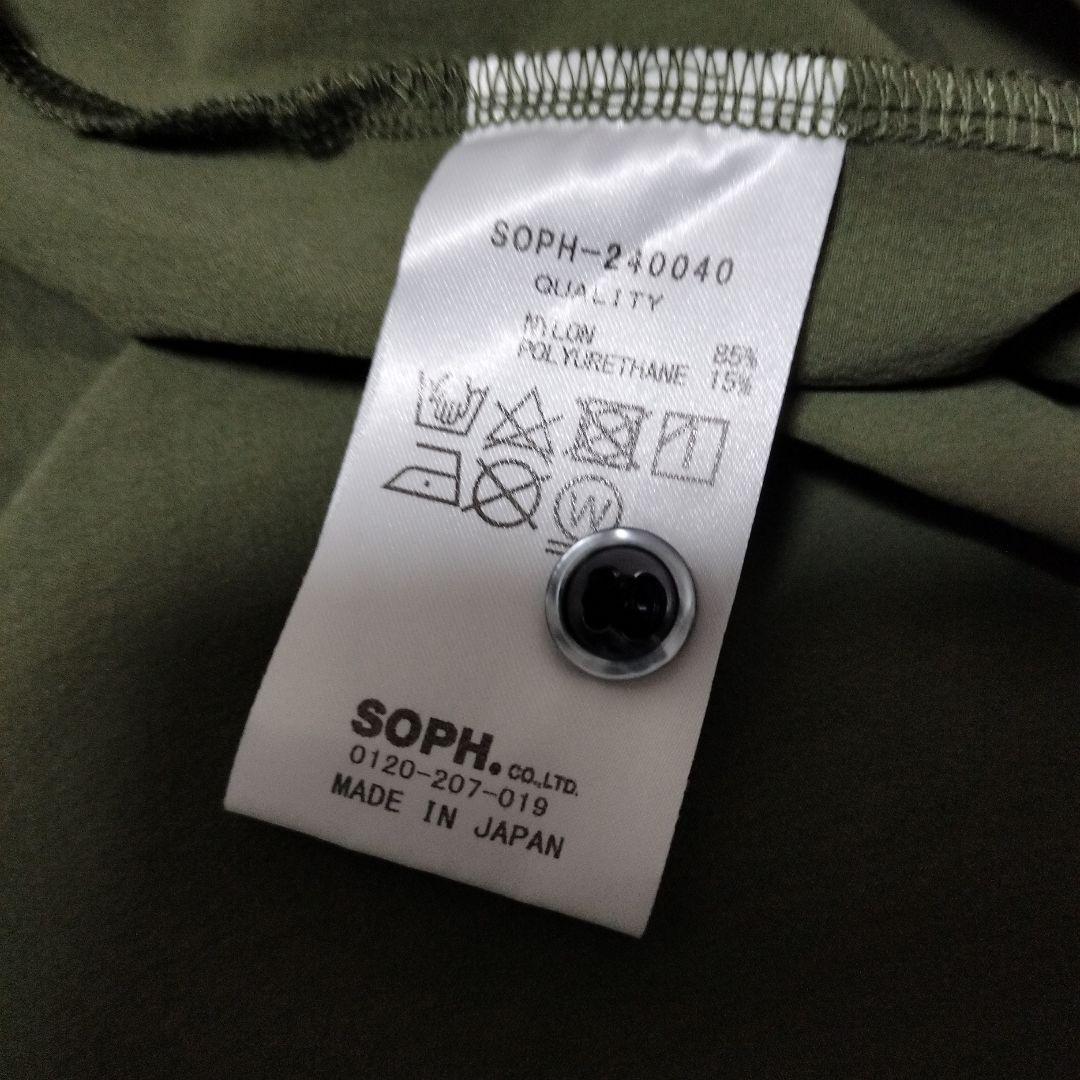 SOPH-240040
QUALITY
NYLON 85%
POLYURETHANE 15%
W
SOPH. CO.,LTD.
0120-207-019
MADE IN JAPAN